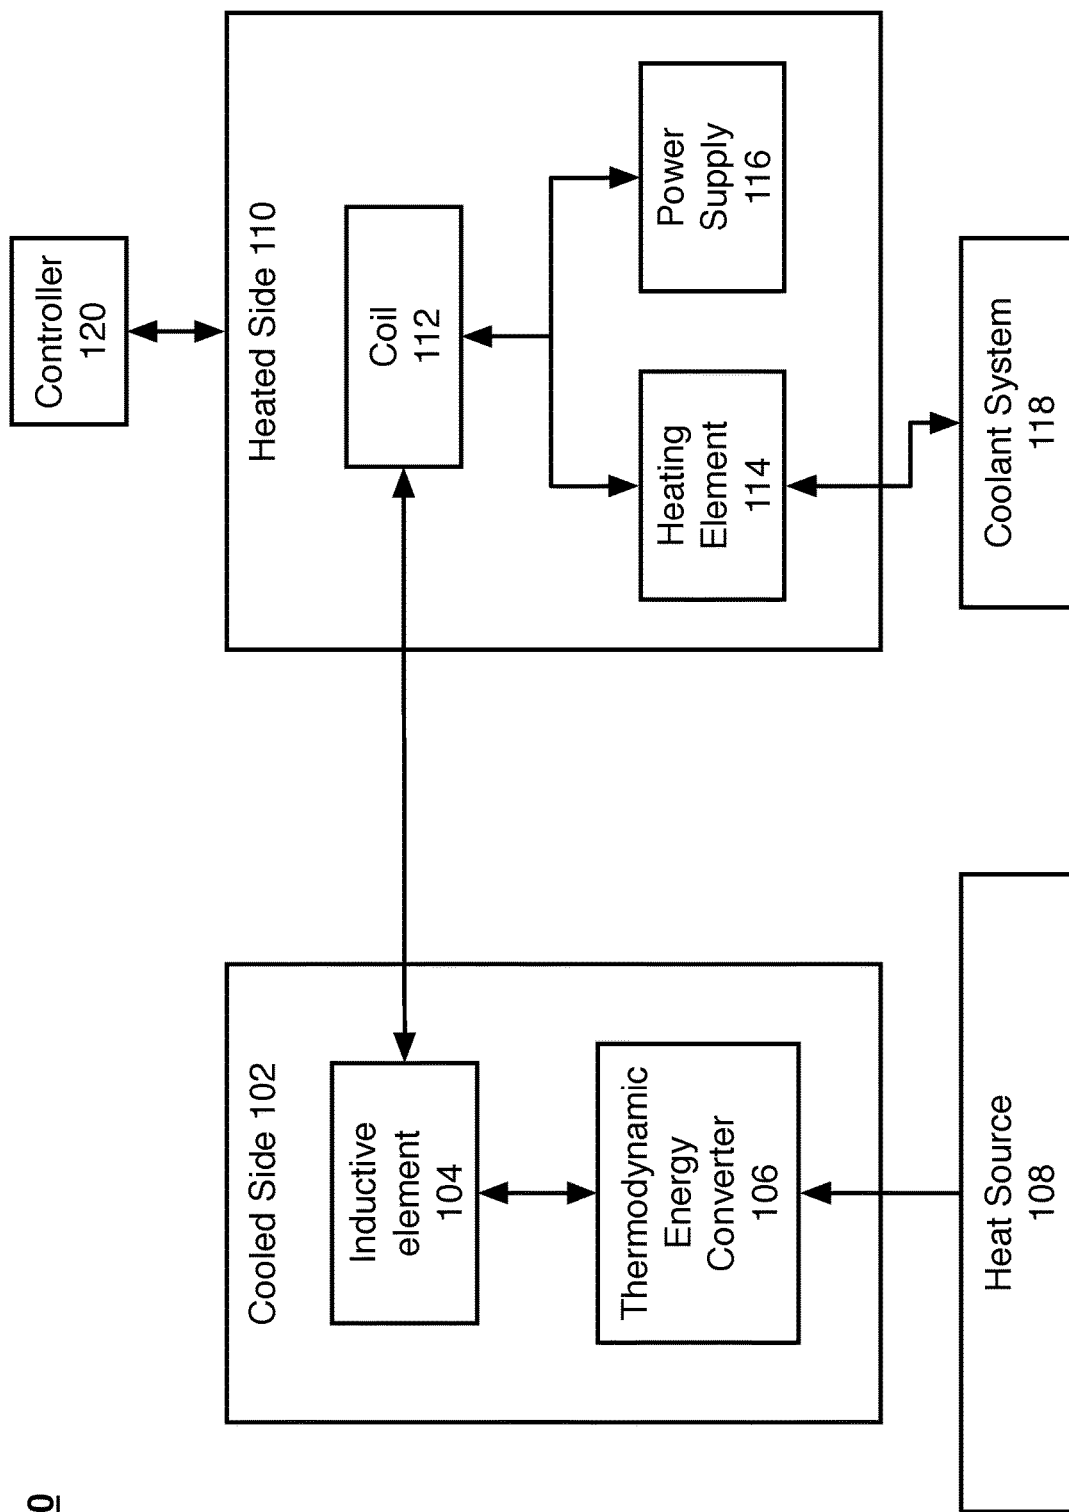 Controller
120
Cooled Side 102
Inductive
element
104
Thermodynamic
Energy
Converter
106
Heated Side 110
Coil
112
Heating
Element
114
Power
Supply
116
Heat Source
108
Coolant System
118